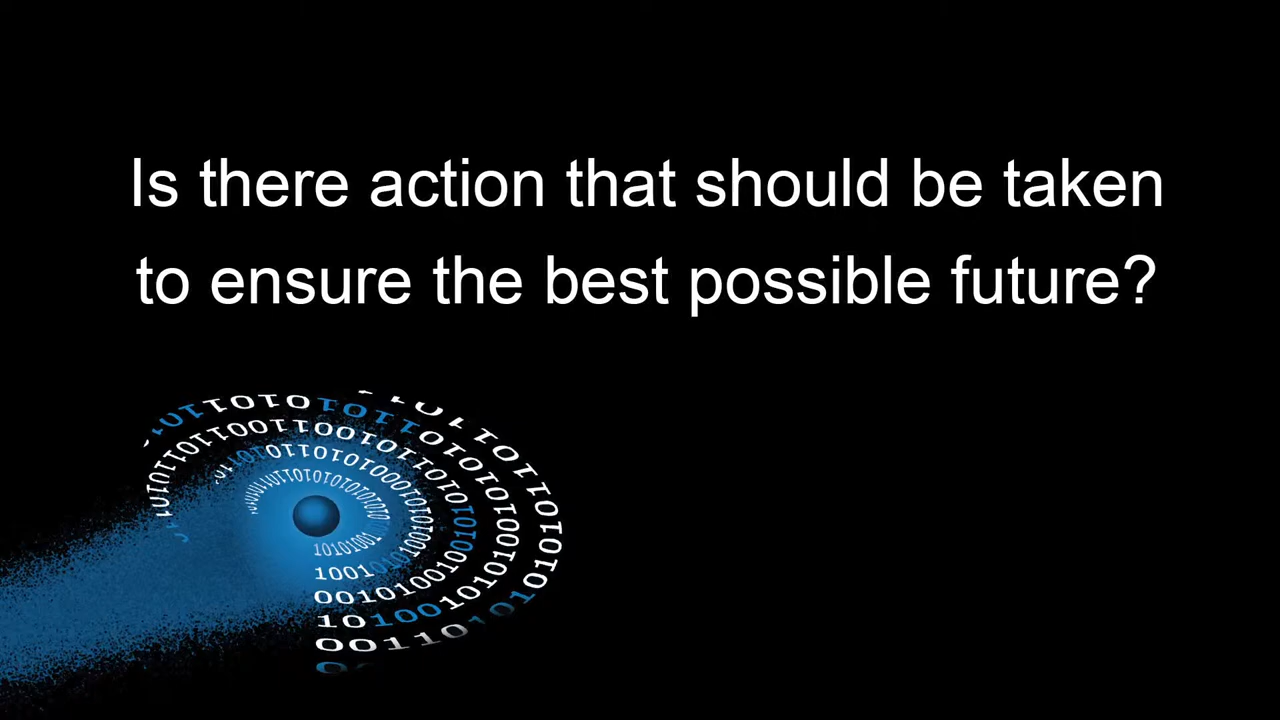 Is there action that should be taken
to ensure the best possible future?